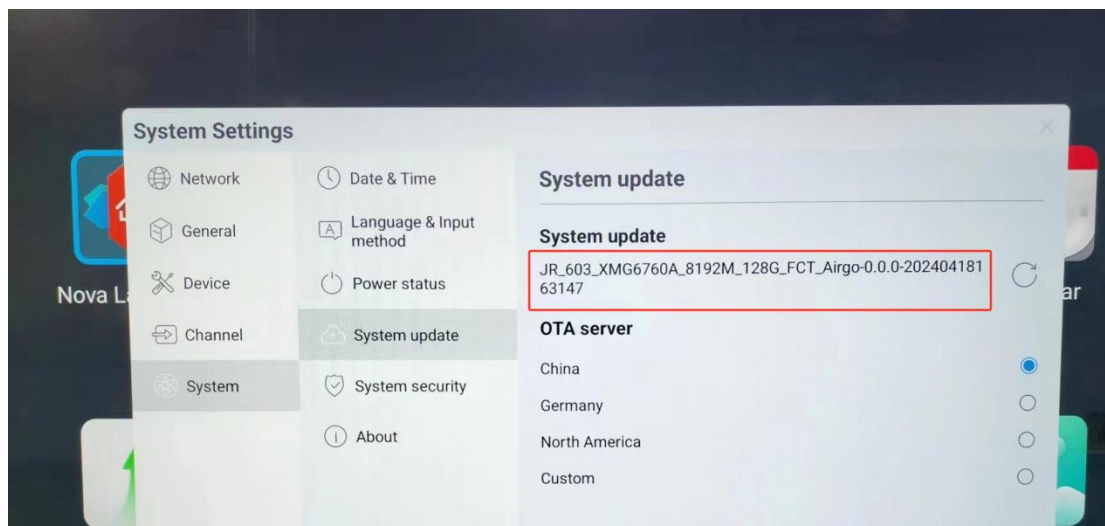 System Settings
Network
General
Device
Channel
System
Date & Time
Language & Input
method
Power status
System update
System security
About
System update
System update
JR_603_XMG6760A_8192M_128G_FCT_Airgo-0.0.0-202404181
63147
OTA server
China
Germany
North America
Custom
Nova L
ar